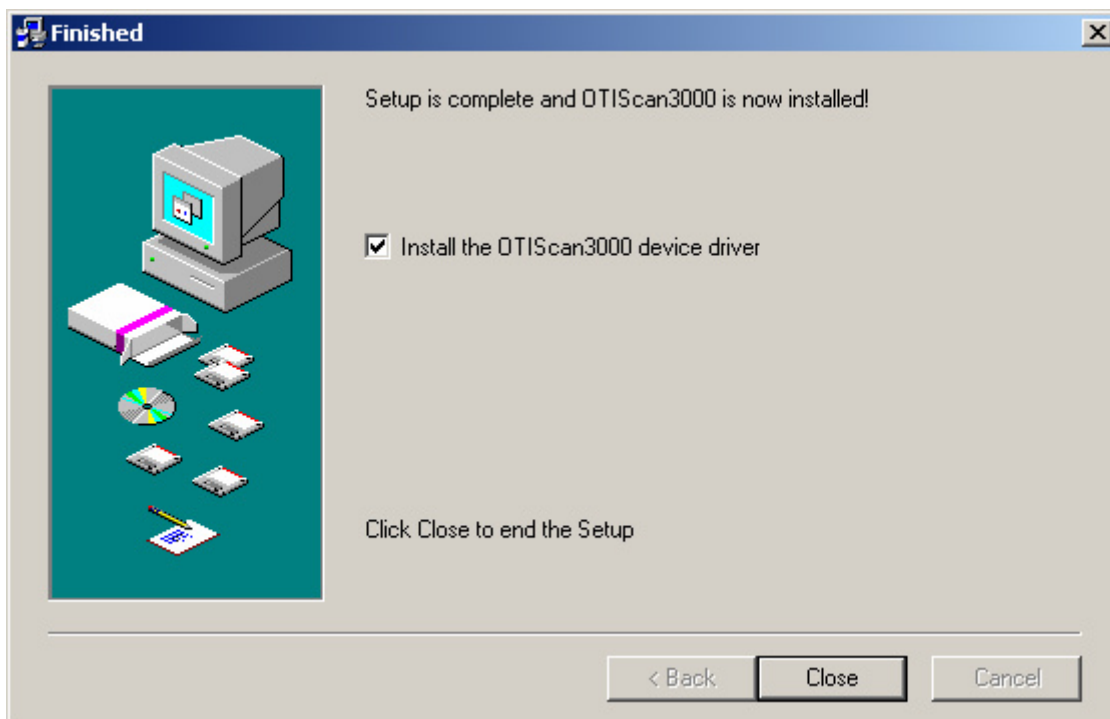 Finished
Setup is complete and OTIScan3000 is now installed!
Install the OTIScan3000 device driver
Click Close to end the Setup
< Back
Close
Cancel